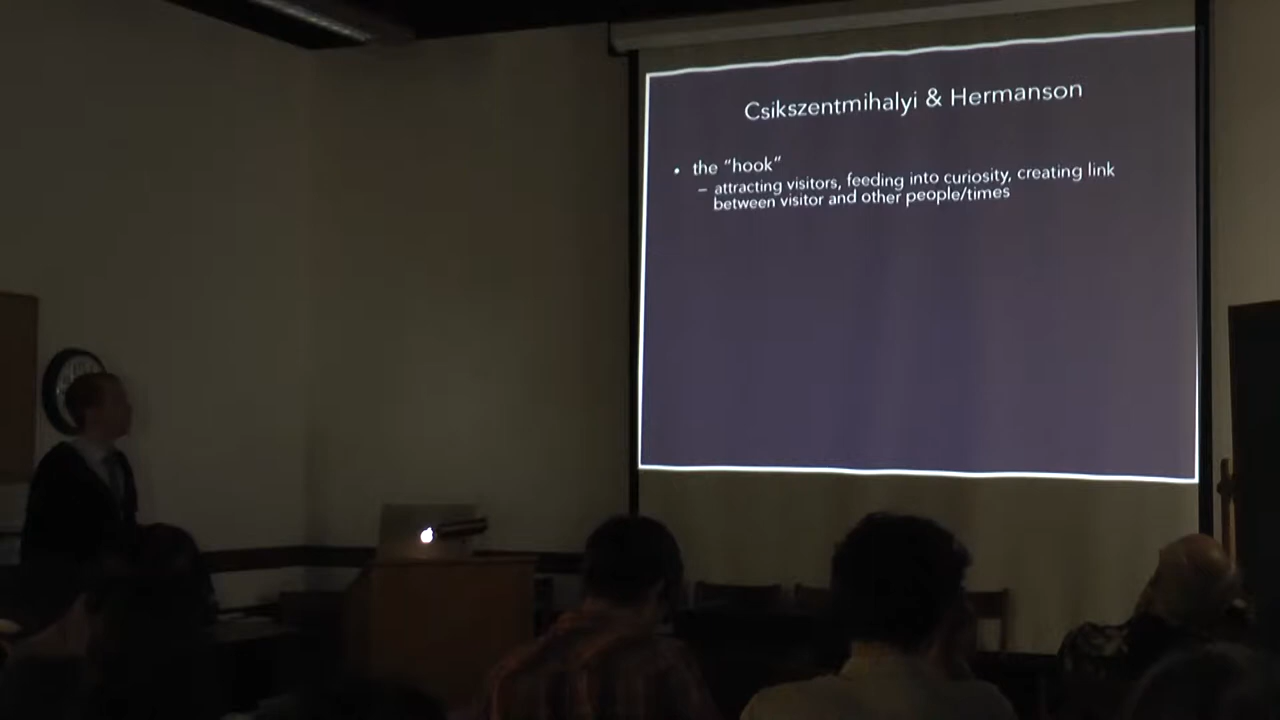 Csikszentmihalyi & Hermanson
• the "hook"
– attracting visitors, feeding into curiosity, creating link
between visitor and other people/times